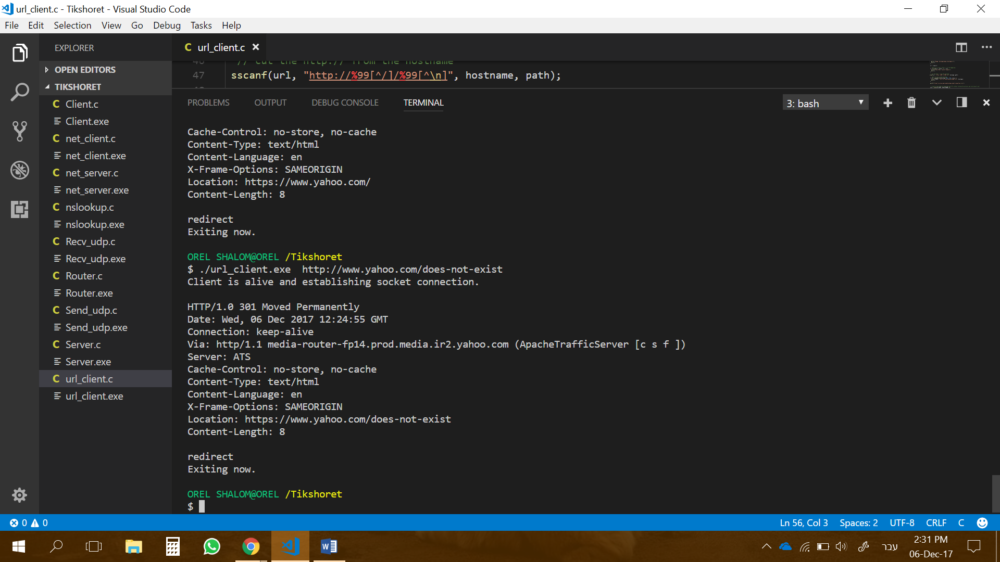 url_client.c - Tikshoret - Visual Studio Code
File Edit Selection View Go Debug Tasks Help
EXPLORER
OPEN EDITORS
TIKSHORET
C Client.c
Client.exe
C net_client.c
net_client.exe
C net_server.c
net_server.exe
C nslookup.c
nslookup.exe
C Recv_udp.c
Recv_udp.exe
C Router.c
Router.exe
C Send_udp.c
Send_udp.exe
C Server.c
Server.exe
C url_client.c
url_client.exe
C url_client.c
46 // cut the http:// from the hostname
47 sscanf(url, "http://%99[^/]/%99[^\n]", hostname, path);
PROBLEMS OUTPUT DEBUG CONSOLE TERMINAL 3: bash
Cache-Control: no-store, no-cache
Content-Type: text/html
Content-Language: en
X-Frame-Options: SAMEORIGIN
Location: https://www.yahoo.com/
Content-Length: 8
redirect
Exiting now.
OREL SHALOM@OREL /Tikshoret
$ ./url_client.exe  http://www.yahoo.com/does-not-exist
Client is alive and establishing socket connection.
HTTP/1.0 301 Moved Permanently
Date: Wed, 06 Dec 2017 12:24:55 GMT
Connection: keep-alive
Via: http/1.1 media-router-fp14.prod.media.ir2.yahoo.com (ApacheTrafficServer [c s f ])
Server: ATS
Cache-Control: no-store, no-cache
Content-Type: text/html
Content-Language: en
X-Frame-Options: SAMEORIGIN
Location: https://www.yahoo.com/does-not-exist
Content-Length: 8
redirect
Exiting now.
OREL SHALOM@OREL /Tikshoret
$
0 0 Ln 56, Col 3 Spaces: 2 UTF-8 CRLF C
עבר
2:31 PM
06-Dec-17